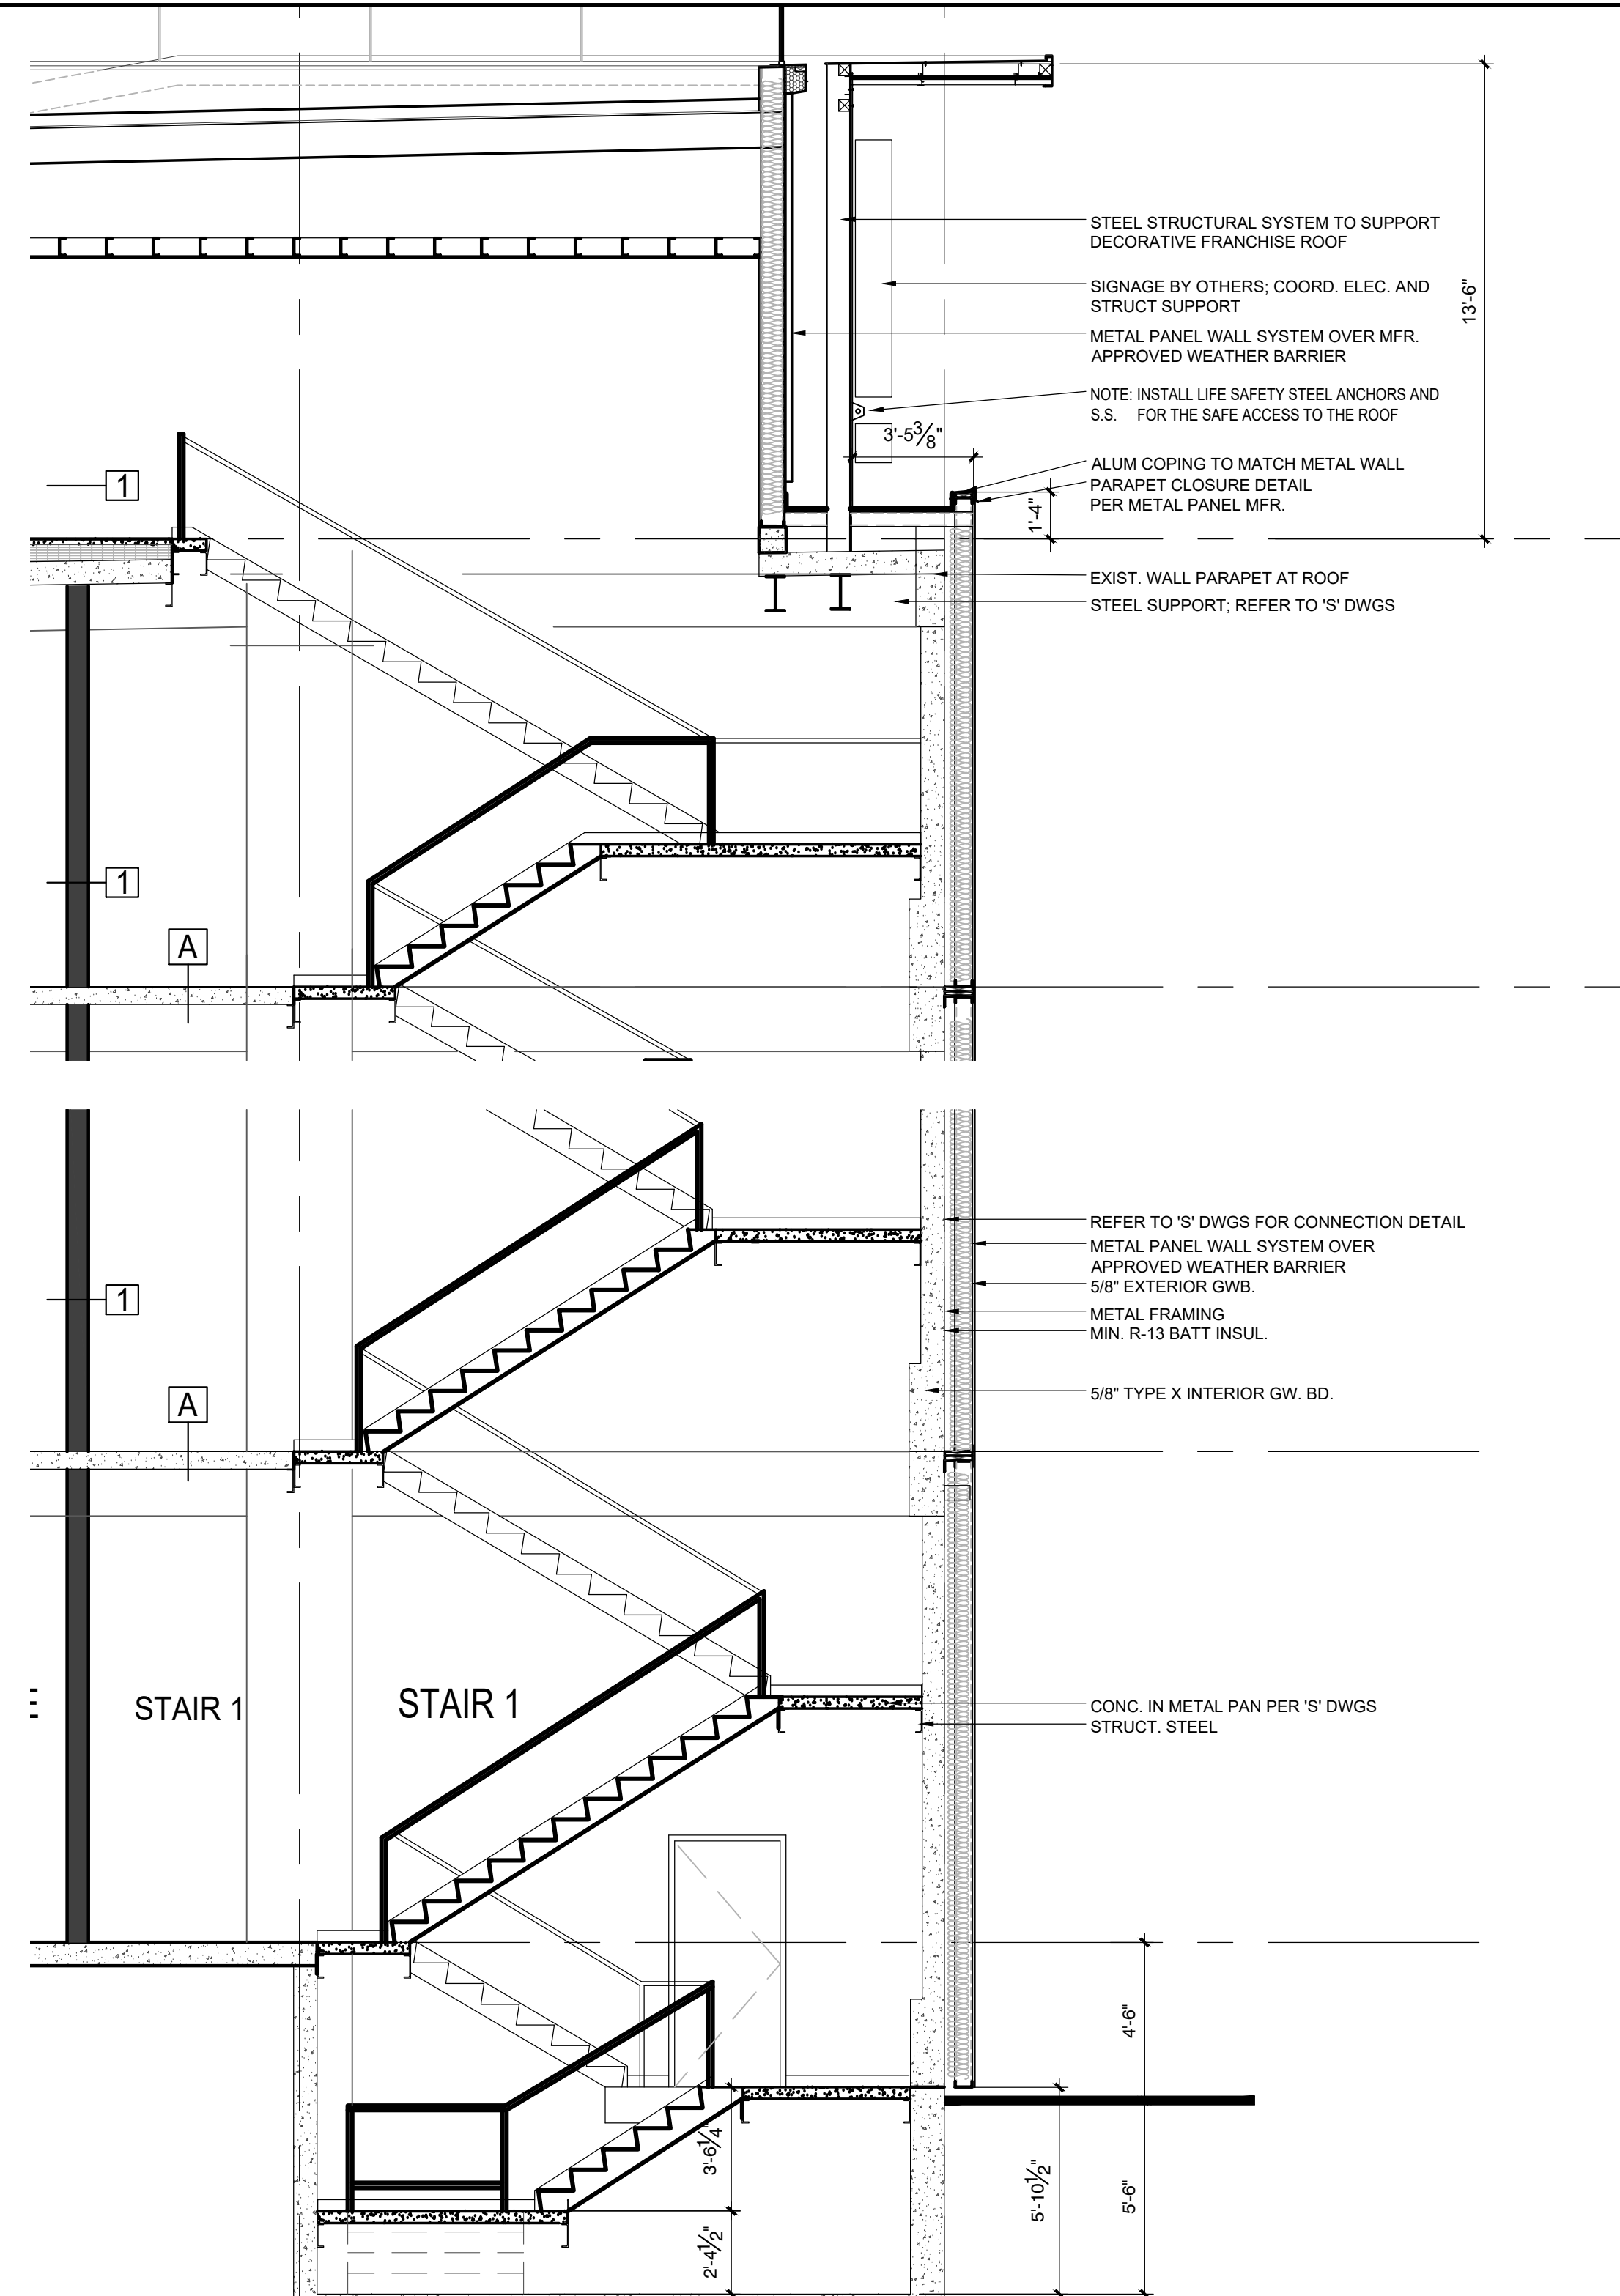 STEEL STRUCTURAL SYSTEM TO SUPPORT
DECORATIVE FRANCHISE ROOF
13'-6"
SIGNAGE BY OTHERS; COORD. ELEC. AND
STRUCT SUPPORT
METAL PANEL WALL SYSTEM OVER MFR.
APPROVED WEATHER BARRIER
NOTE: INSTALL LIFE SAFETY STEEL ANCHORS AND
S.S. FOR THE SAFE ACCESS TO THE ROOF
3'-5 3/8"
1
ALUM COPING TO MATCH METAL WALL
PARAPET CLOSURE DETAIL
PER METAL PANEL MFR.
1'-4"
EXIST. WALL PARAPET AT ROOF
STEEL SUPPORT; REFER TO 'S' DWGS
1
A
REFER TO 'S' DWGS FOR CONNECTION DETAIL
METAL PANEL WALL SYSTEM OVER
APPROVED WEATHER BARRIER
5/8" EXTERIOR GWB.
1
METAL FRAMING
MIN. R-13 BATT INSUL.
5/8" TYPE X INTERIOR GW. BD.
A
STAIR 1
STAIR 1
CONC. IN METAL PAN PER 'S' DWGS
STRUCT. STEEL
4'-6"
3'-6 1/4"
5'-10 1/2"
5'-6"
2'-4 1/2"